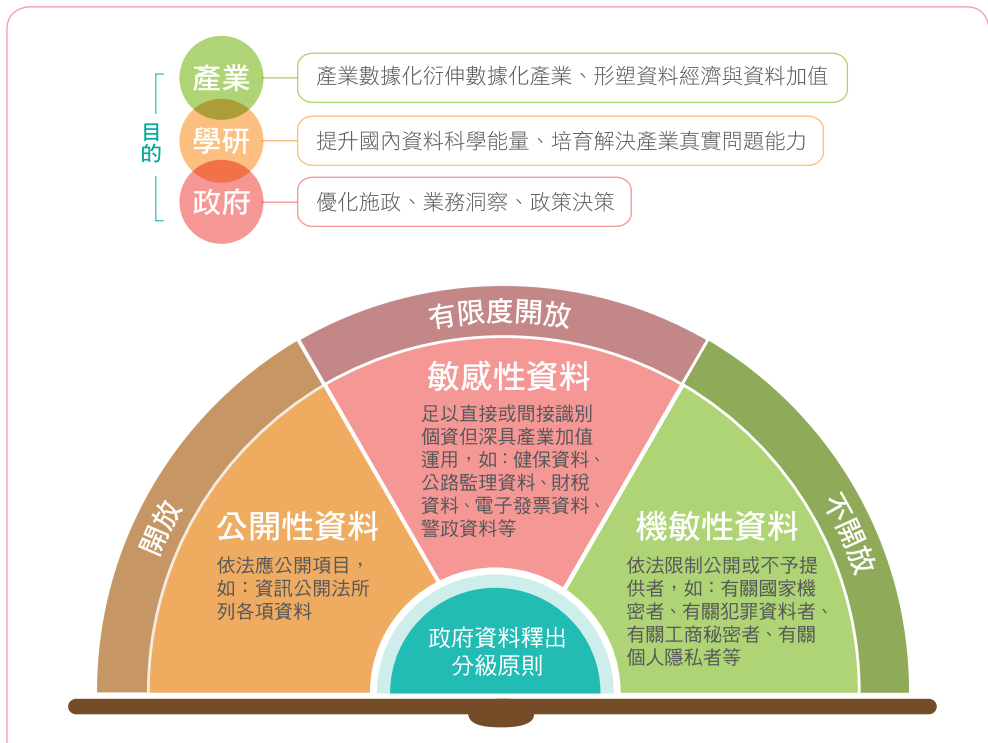 目的
產業
產業數據化衍伸數據化產業、形塑資料經濟與資料加值
學研
提升國內資料科學能量、培育解決產業真實問題能力
政府
優化施政、業務洞察、政策決策
開放
公開性資料
依法應公開項目，
如：資訊公開法所
列各項資料
有限度開放
敏感性資料
足以直接或間接識別
個資但深具產業加值
運用，如：健保資料、
公路監理資料、財稅
資料、電子發票資料、
警政資料等
不開放
機敏性資料
依法限制公開或不予提
供者，如：有關國家機
密者、有關犯罪資料者、
有關工商秘密者、有關
個人隱私者等
政府資料釋出
分級原則